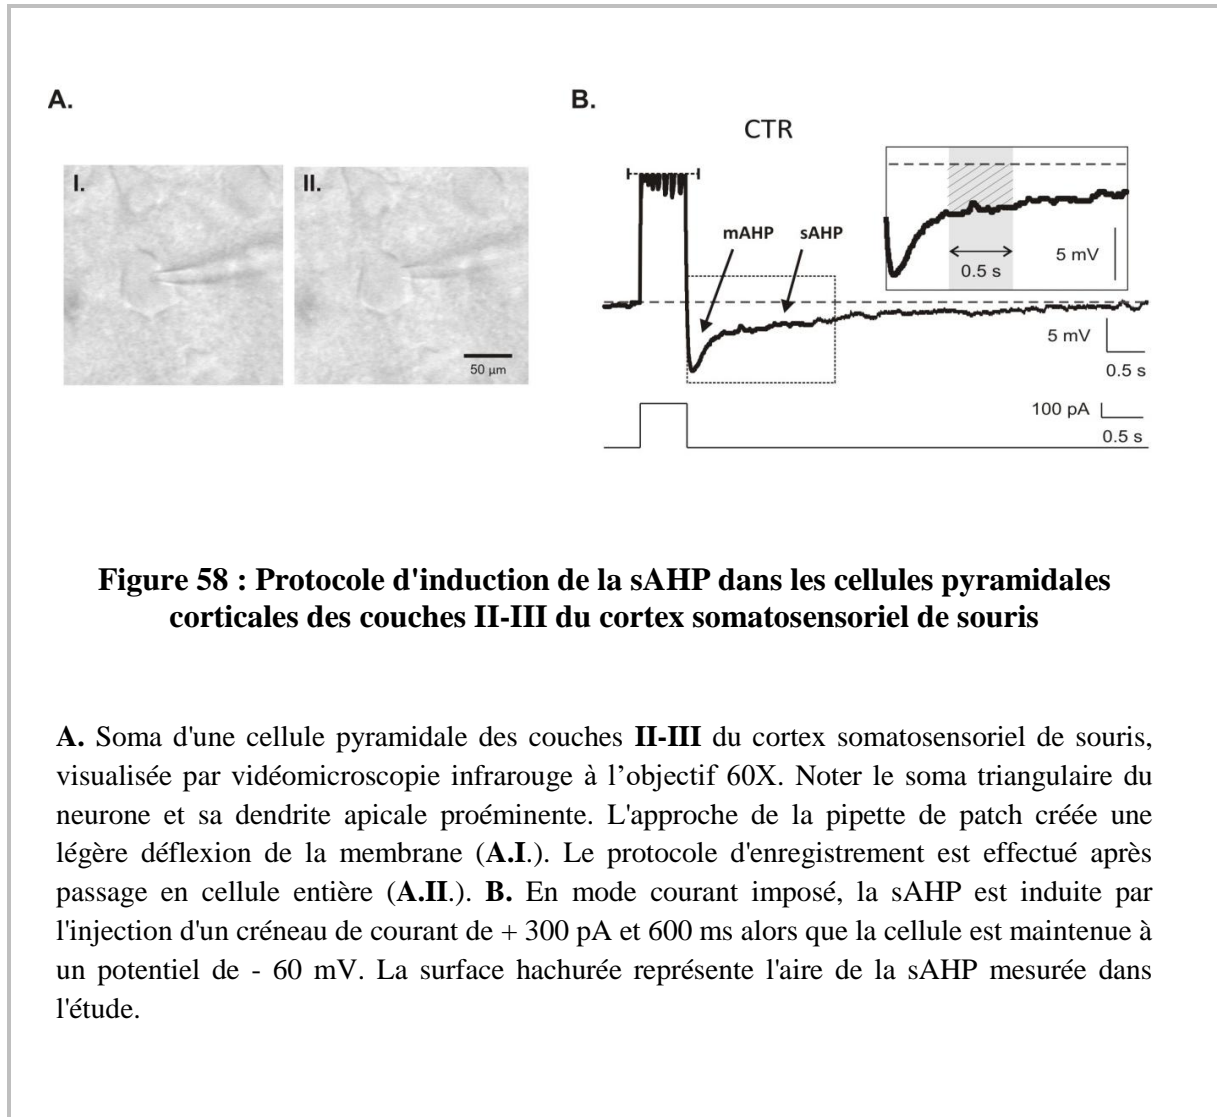 A.
B.
CTR
I.
II.
mAHP
sAHP
0.5 s
5 mV
5 mV
0.5 s
50 µm
100 pA
0.5 s
Figure 58 : Protocole d'induction de la sAHP dans les cellules pyramidales
corticales des couches II-III du cortex somatosensoriel de souris
A. Soma d'une cellule pyramidale des couches II-III du cortex somatosensoriel de souris,
visualisée par vidéomicroscopie infrarouge à l’objectif 60X. Noter le soma triangulaire du
neurone et sa dendrite apicale proéminente. L'approche de la pipette de patch créée une
légère déflexion de la membrane (A.I.). Le protocole d'enregistrement est effectué après
passage en cellule entière (A.II.). B. En mode courant imposé, la sAHP est induite par
l'injection d'un créneau de courant de + 300 pA et 600 ms alors que la cellule est maintenue à
un potentiel de - 60 mV. La surface hachurée représente l'aire de la sAHP mesurée dans
l'étude.